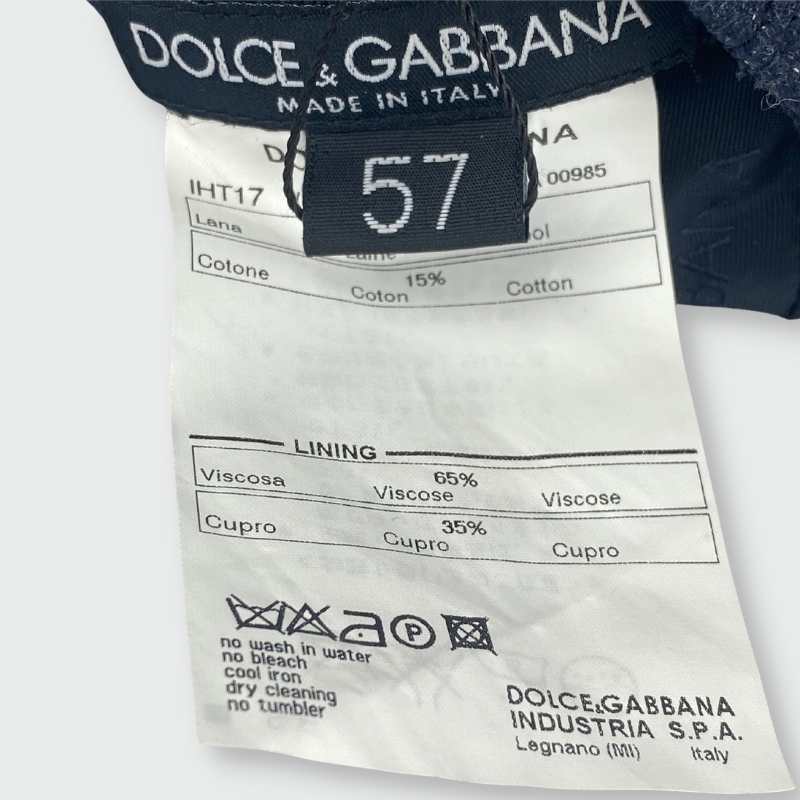 DOLCE & GABBANA
MADE IN ITALY
57
IHT17 00985
Lana
Cotone 15% Coton Cotton
LINING
Viscosa 65% Viscose Viscose
Cupro 35% Cupro Cupro
P
no wash in water
no bleach
cool iron
dry cleaning
no tumbler
DOLCE&GABBANA
INDUSTRIA S.P.A.
Legnano (MI) Italy